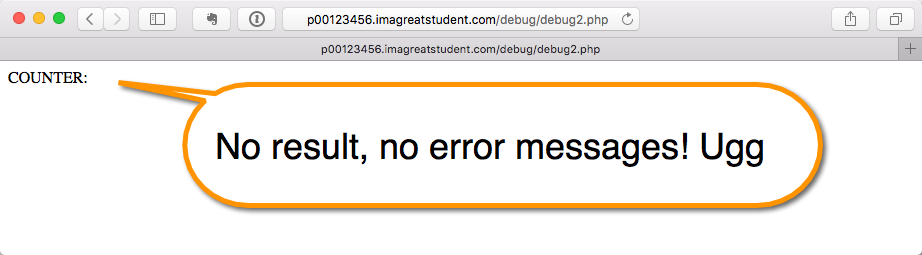 p00123456.imagreatstudent.com/debug/debug2.php
p00123456.imagreatstudent.com/debug/debug2.php
COUNTER:
No result, no error messages! Ugg